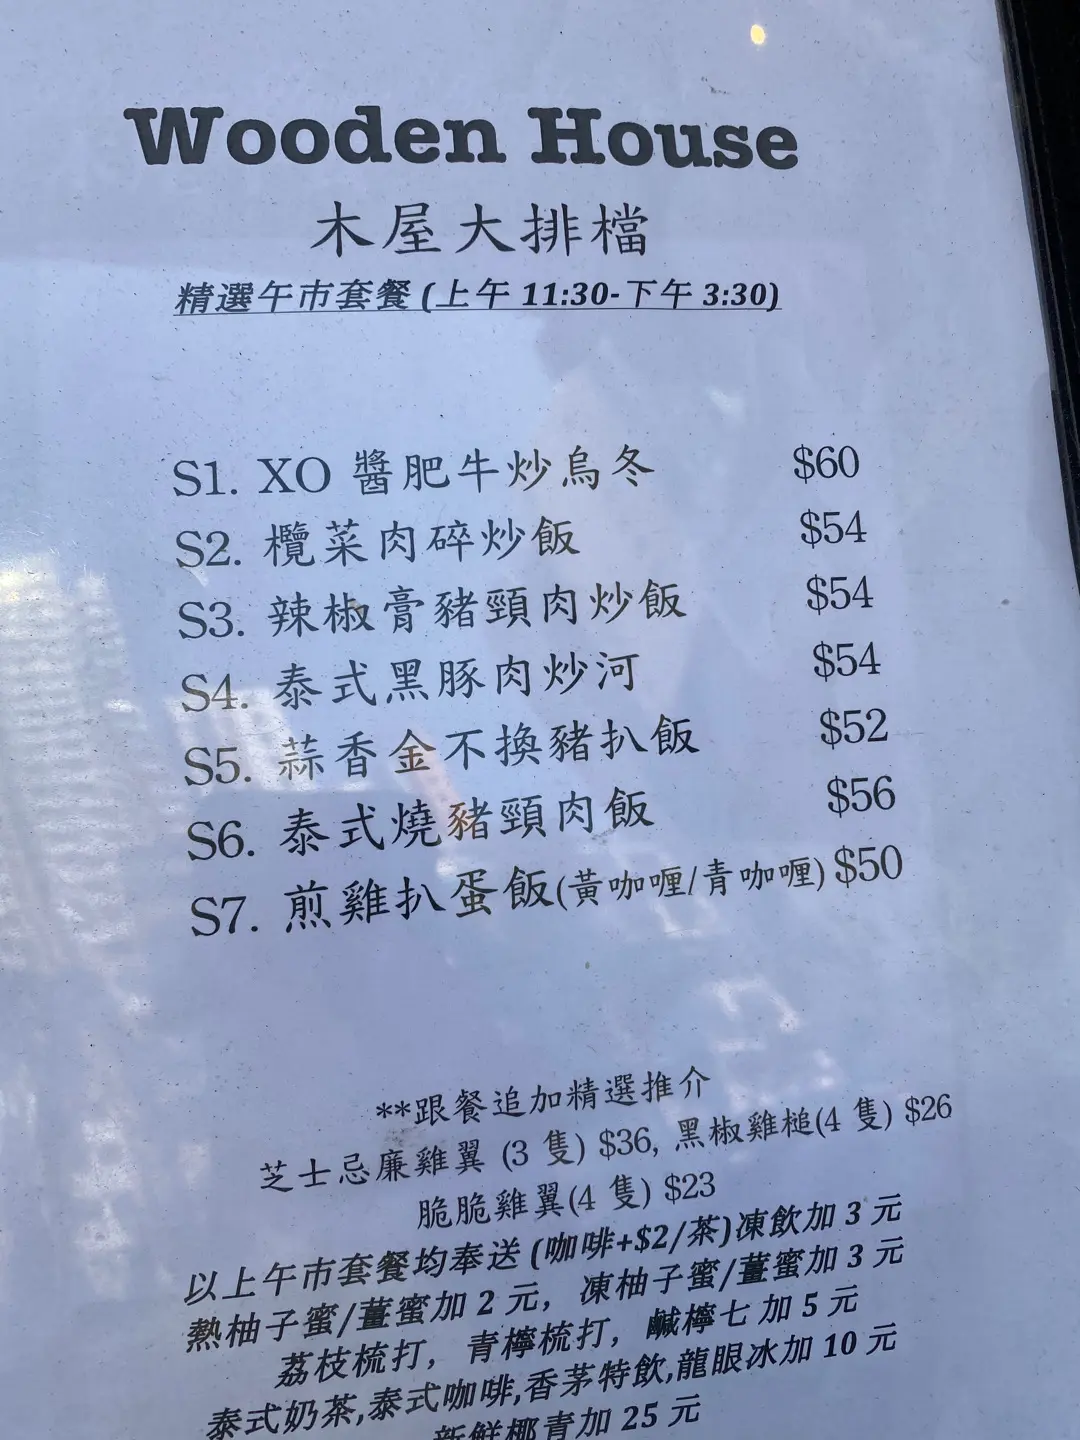 Wooden House
木屋大排檔
精選午市套餐 (上午 11:30-下午 3:30)
S1. XO 醬肥牛炒烏冬 $60
S2. 欖菜肉碎炒飯 $54
S3. 辣椒膏豬頸肉炒飯 $54
S4. 泰式黑豚肉炒河 $54
S5. 蒜香金不換豬扒飯 $52
S6. 泰式燒豬頸肉飯 $56
S7. 煎雞扒蛋飯(黃咖喱/青咖喱) $50
**跟餐追加精選推介
芝士忌廉雞翼 (3 隻) $36, 黑椒雞槌(4 隻) $26
脆脆雞翼(4 隻) $23
以上午市套餐均奉送 (咖啡+$2/茶)凍飲加 3 元
熱柚子蜜/薑蜜加 2 元，凍柚子蜜/薑蜜加 3 元
荔枝梳打，青檸梳打，鹹檸七 加 5 元
泰式奶茶,泰式咖啡,香茅特飲,龍眼冰加 10 元
新鮮椰青加 25 元